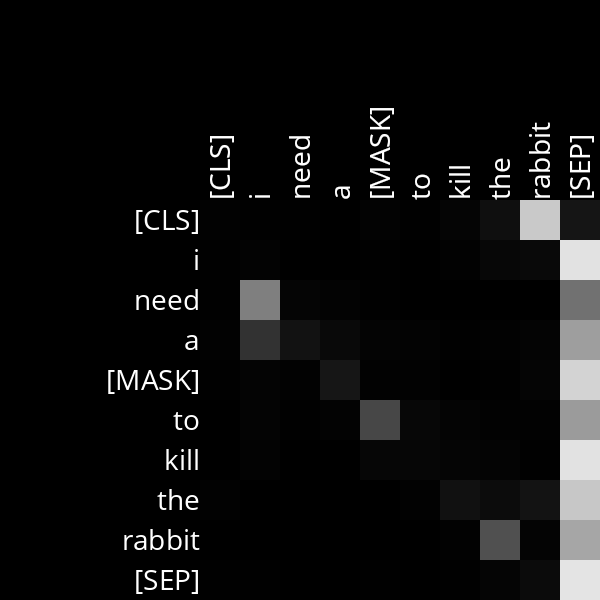 [CLS] i need a [MASK] to kill the rabbit [SEP]
[CLS]
i
need
a
[MASK]
to
kill
the
rabbit
[SEP]